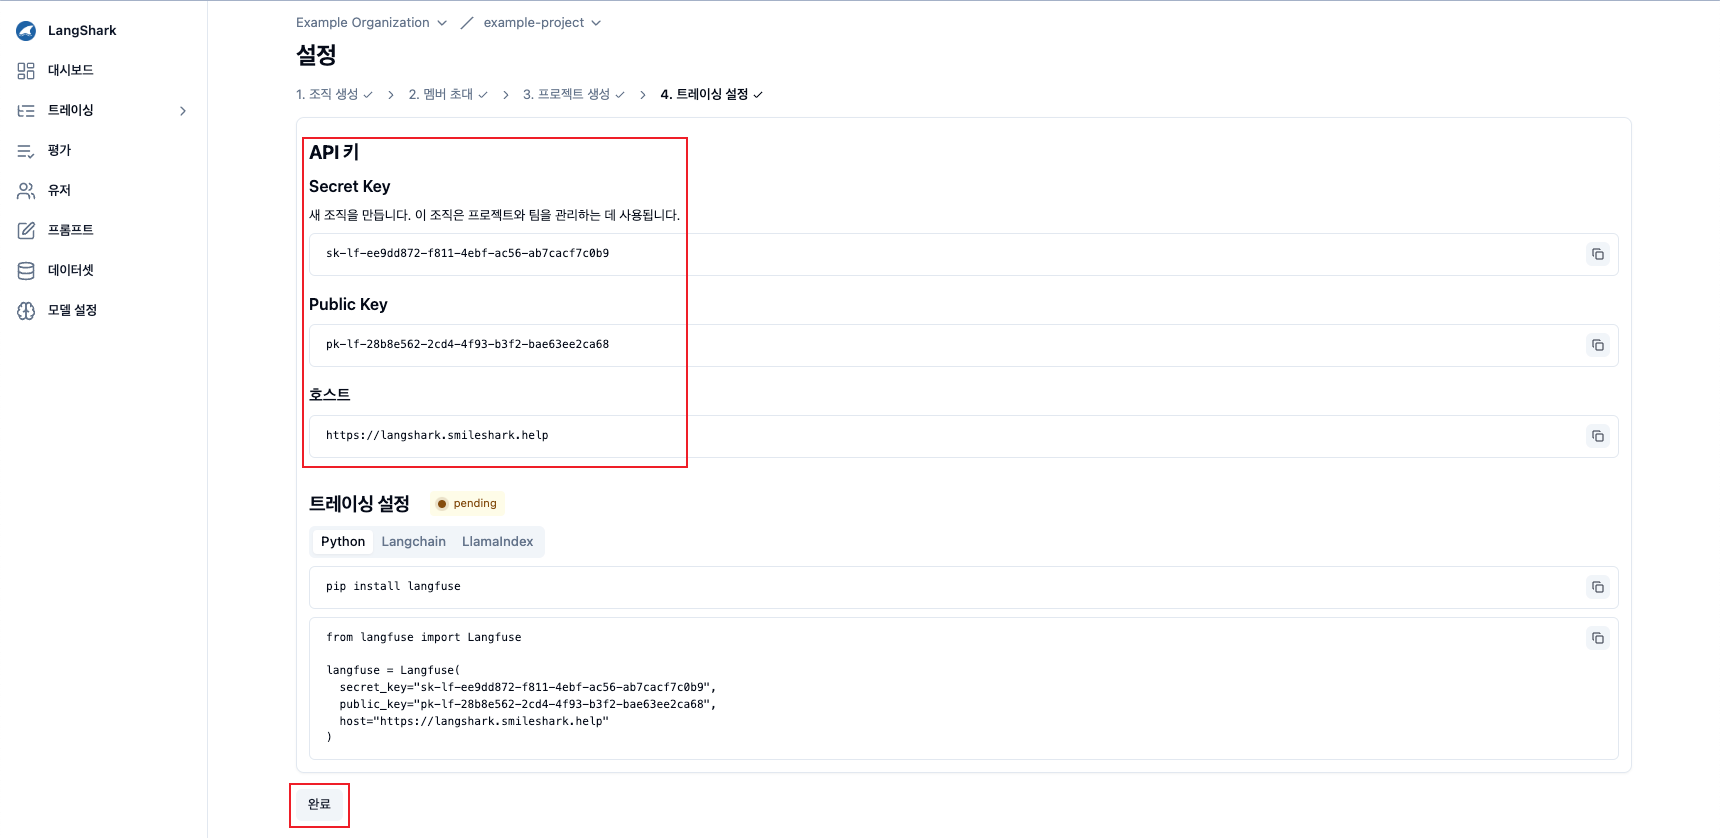 LangShark
대시보드
트레이싱
평가
유저
프롬프트
데이터셋
모델 설정
Example Organization
example-project
설정
1. 조직 생성
2. 멤버 초대
3. 프로젝트 생성
4. 트레이싱 설정
API 키
Secret Key
새 조직을 만듭니다. 이 조직은 프로젝트와 팀을 관리하는 데 사용됩니다.
sk-lf-ee9dd872-f811-4ebf-ac56-ab7cacf7c0b9
Public Key
pk-lf-28b8e562-2cd4-4f93-b3f2-bae63ee2ca68
호스트
https://langshark.smileshark.help
트레이싱 설정 pending
Python Langchain LlamaIndex
pip install langfuse
from langfuse import Langfuse
langfuse = Langfuse(
  secret_key="sk-lf-ee9dd872-f811-4ebf-ac56-ab7cacf7c0b9",
  public_key="pk-lf-28b8e562-2cd4-4f93-b3f2-bae63ee2ca68",
  host="https://langshark.smileshark.help"
)
완료